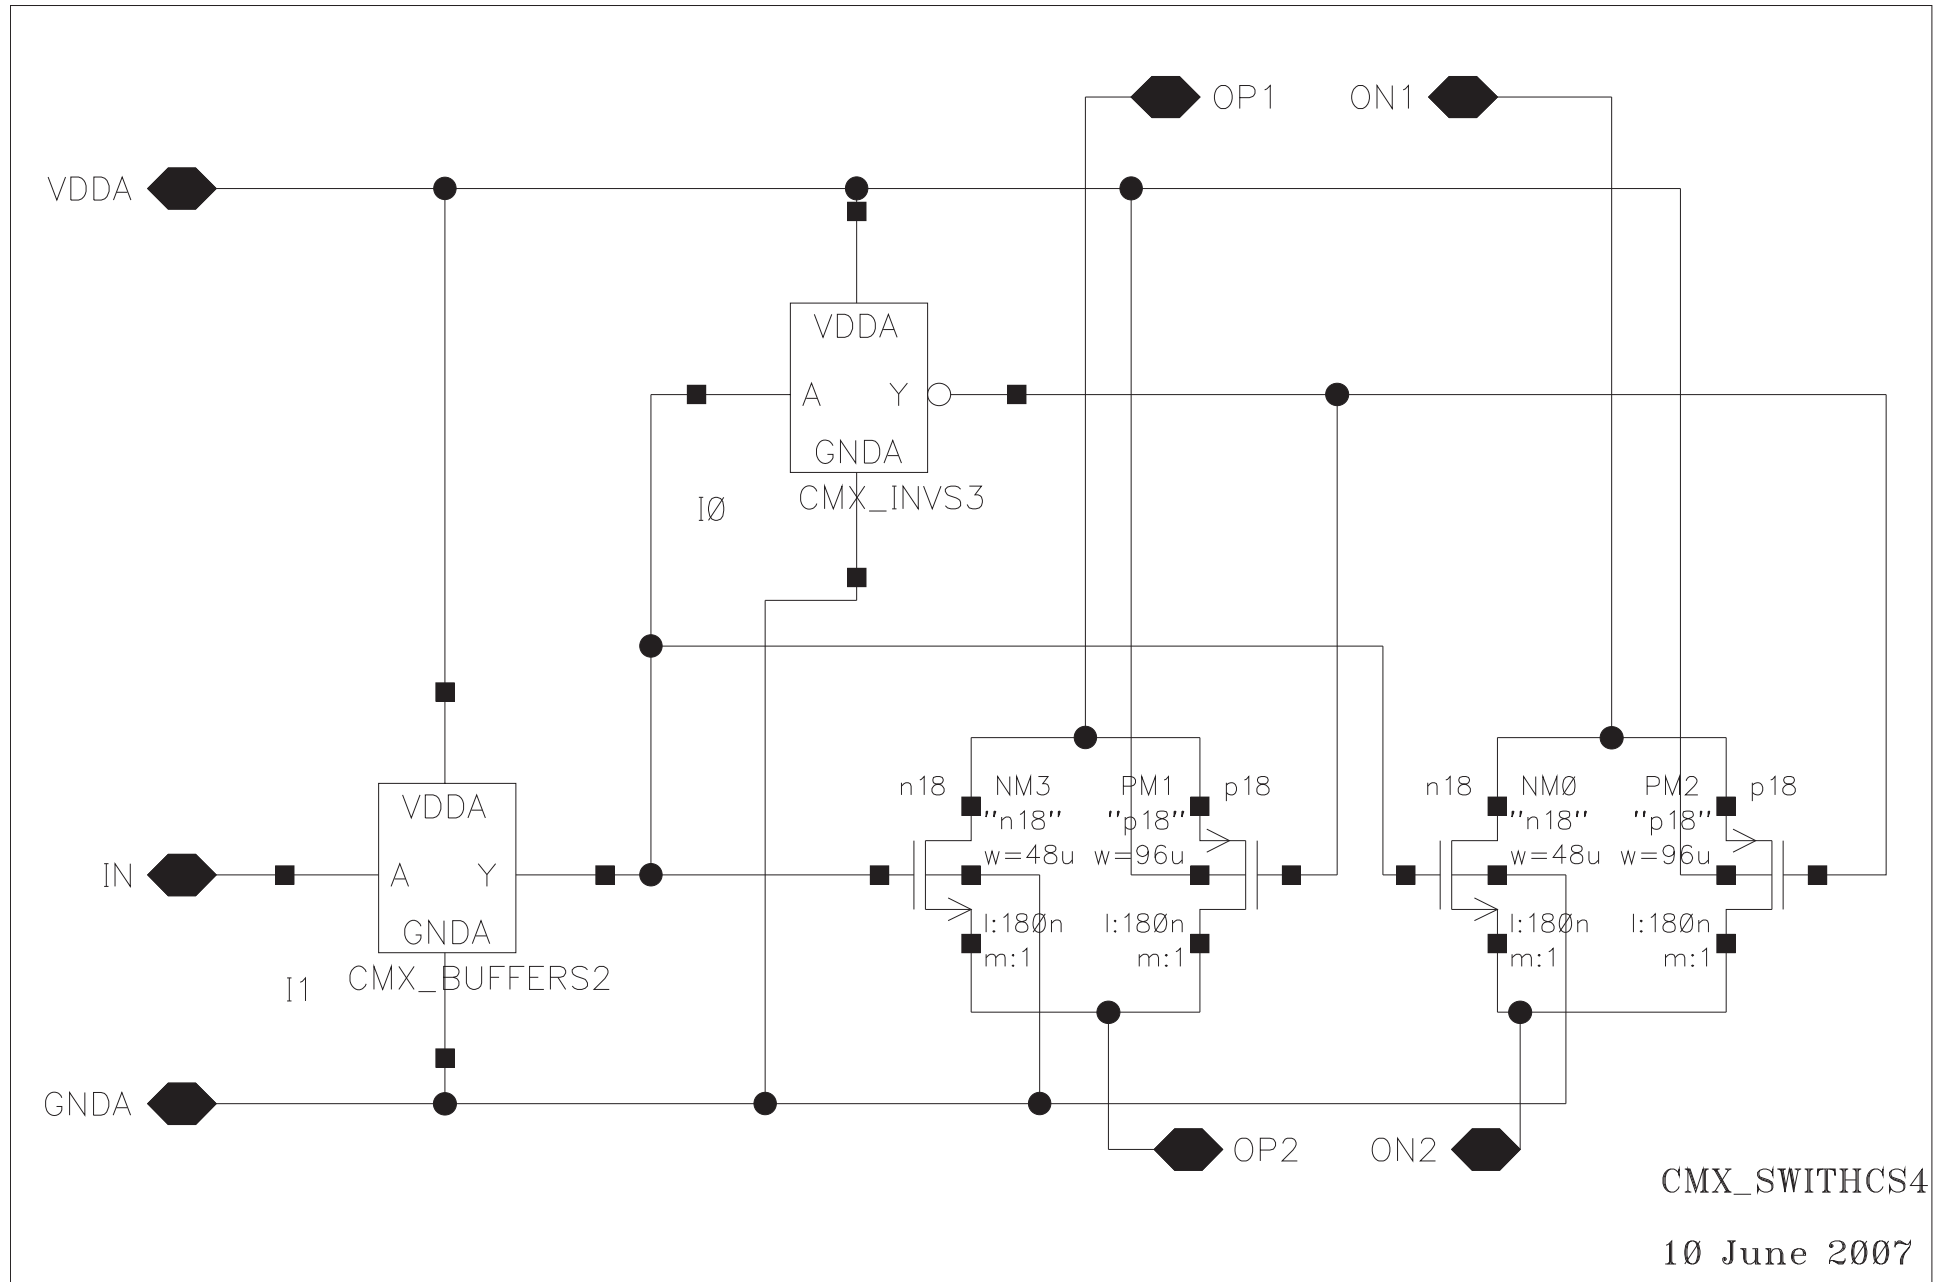 OP1 ON1
VDDA
VDDA
A Y
GNDA
CMX_INVS3
IØ
n18 NM3 PM1 p18 n18 NMØ PM2 p18
"n18" "p18" "n18" "p18"
w=48u w=96u w=48u w=96u
VDDA
IN A Y
GNDA
l:18Øn l:18Øn l:18Øn l:18Øn
m:1 m:1 m:1 m:1
CMX_BUFFERS2
I1
GNDA
OP2 ON2
CMX_SWITHCS4
1Ø June 2ØØ7